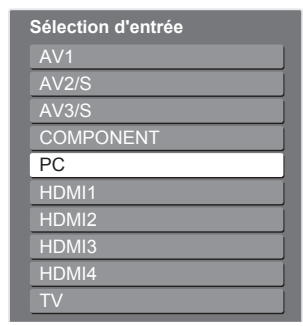 Sélection d'entrée
AV1
AV2/S
AV3/S
COMPONENT
PC
HDMI1
HDMI2
HDMI3
HDMI4
TV